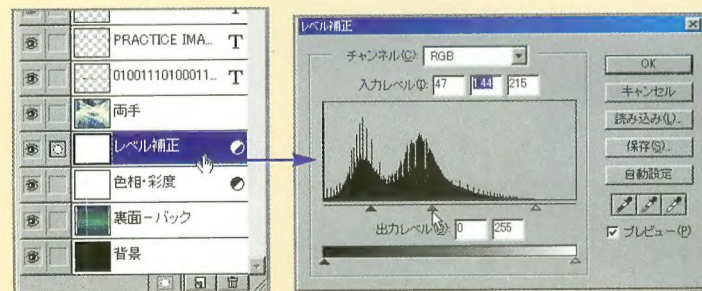 PRACTICE IMA... T
01001110100011... T
両手
レベル補正
色相・彩度
裏面-バック
背景
レベル補正
チャンネル(C): RGB
入力レベル(I): 47 1.44 215
出力レベル(O): 0 255
OK
キャンセル
読み込み(L)...
保存(S)...
自動設定
プレビュー(P)